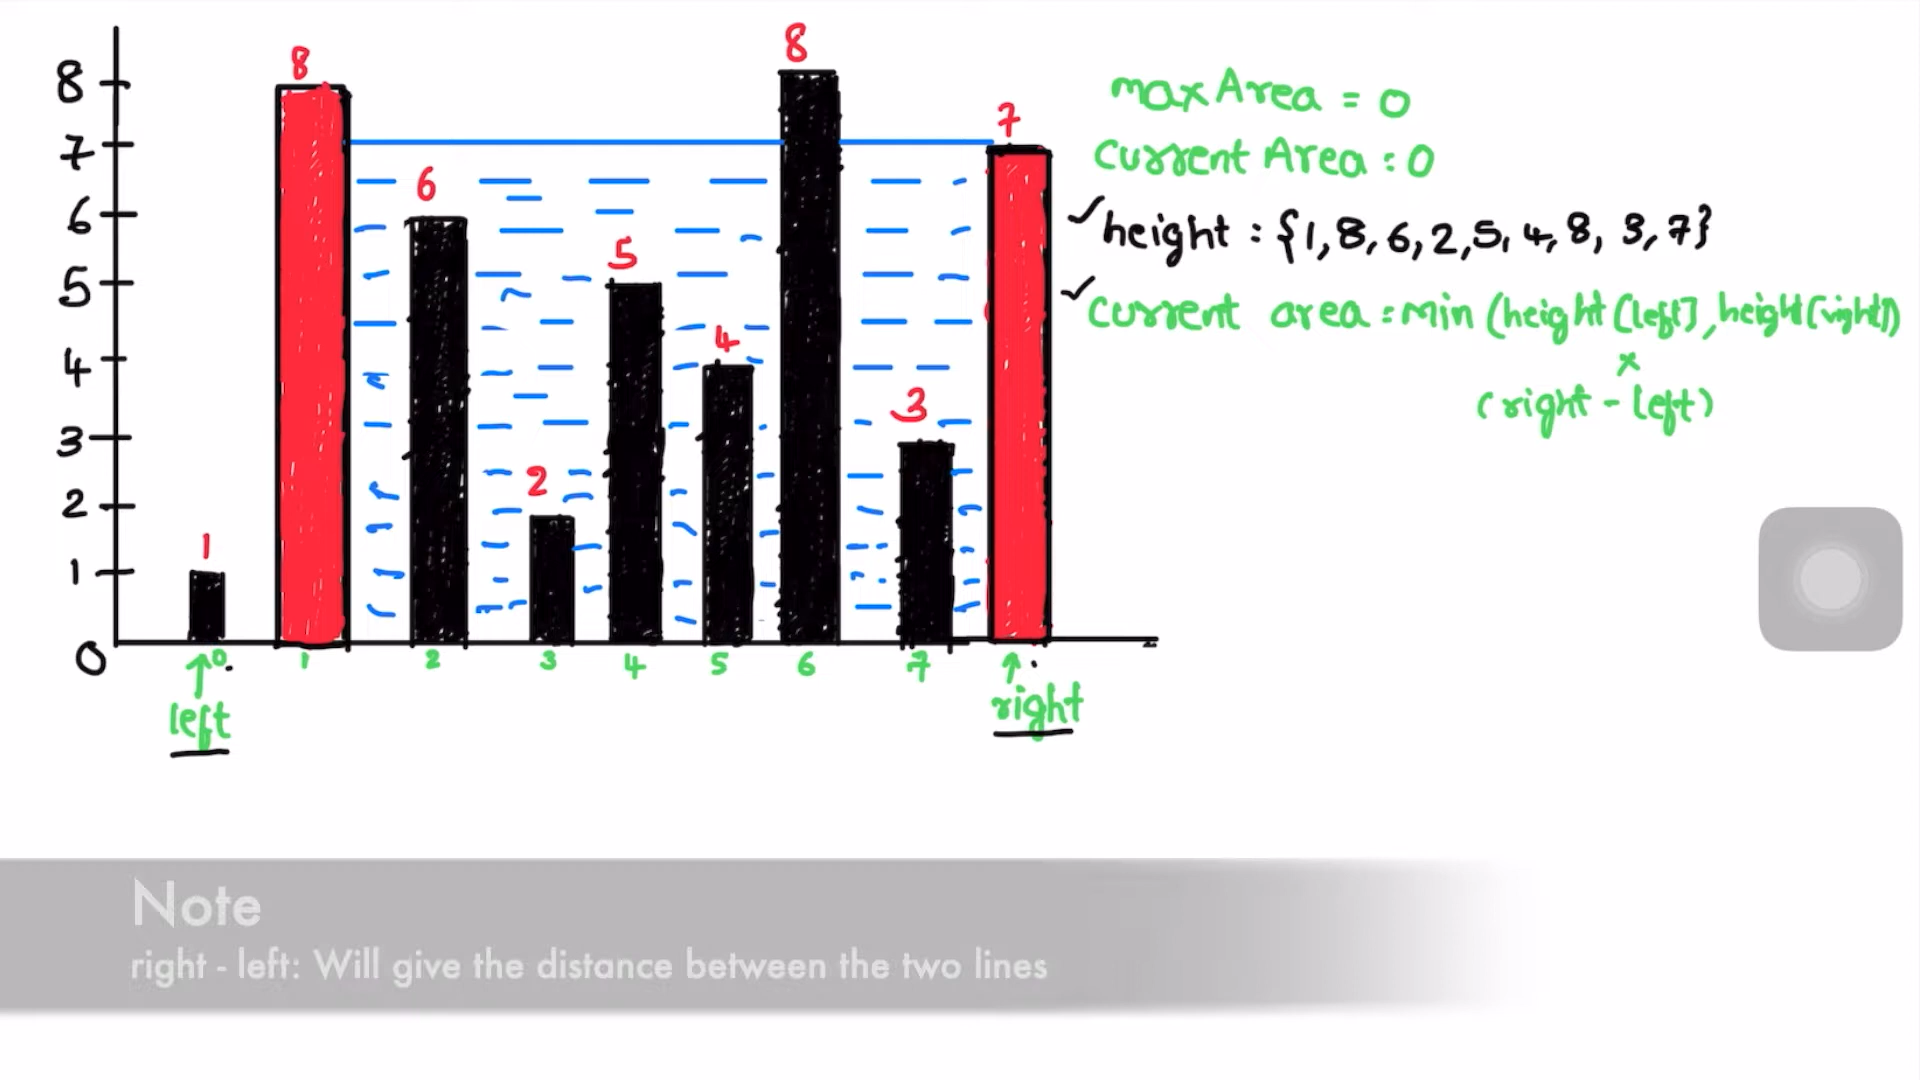 8
7
6
5
4
3
2
1
0
1
8
6
2
5
4
8
3
7
0
1
2
3
4
5
6
7
left
right
maxArea = 0
current Area : 0
height : {1, 8, 6, 2, 5, 4, 8, 3, 7}
current area = Min (height (left], height (right])
x
(right - left)
Note
right - left: Will give the distance between the two lines